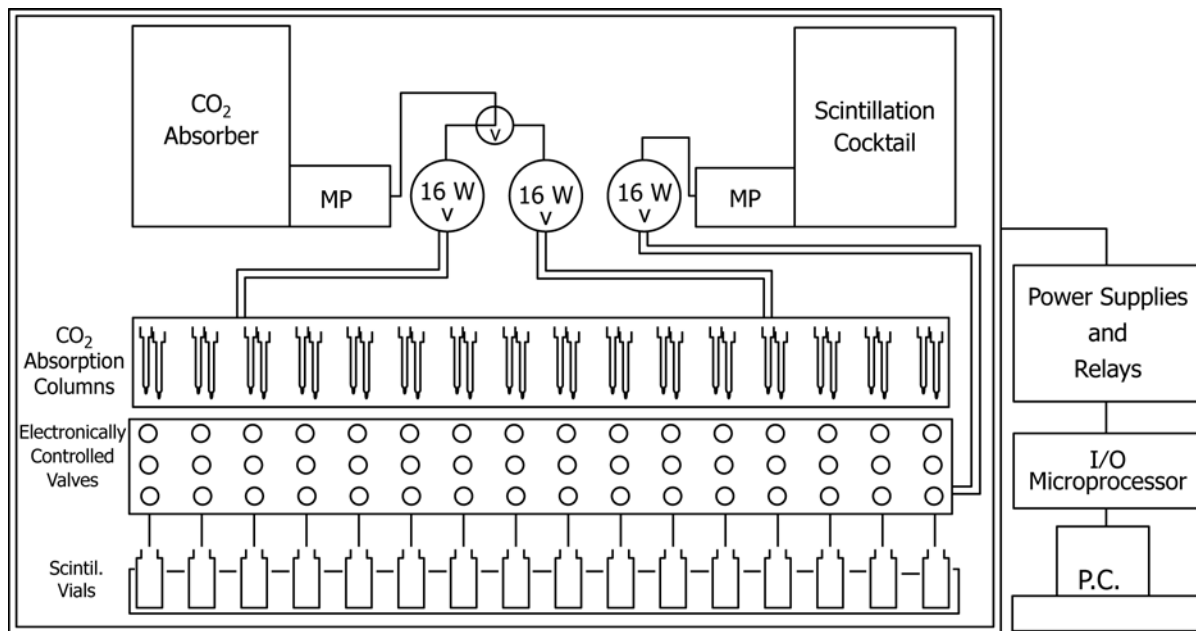 CO₂
Absorber
MP
V
16 W
V
16 W
V
16 W
V
MP
Scintillation
Cocktail
CO₂
Absorption
Columns
Electronically
Controlled
Valves
Scintil.
Vials
Power Supplies
and
Relays
I/O
Microprocessor
P.C.